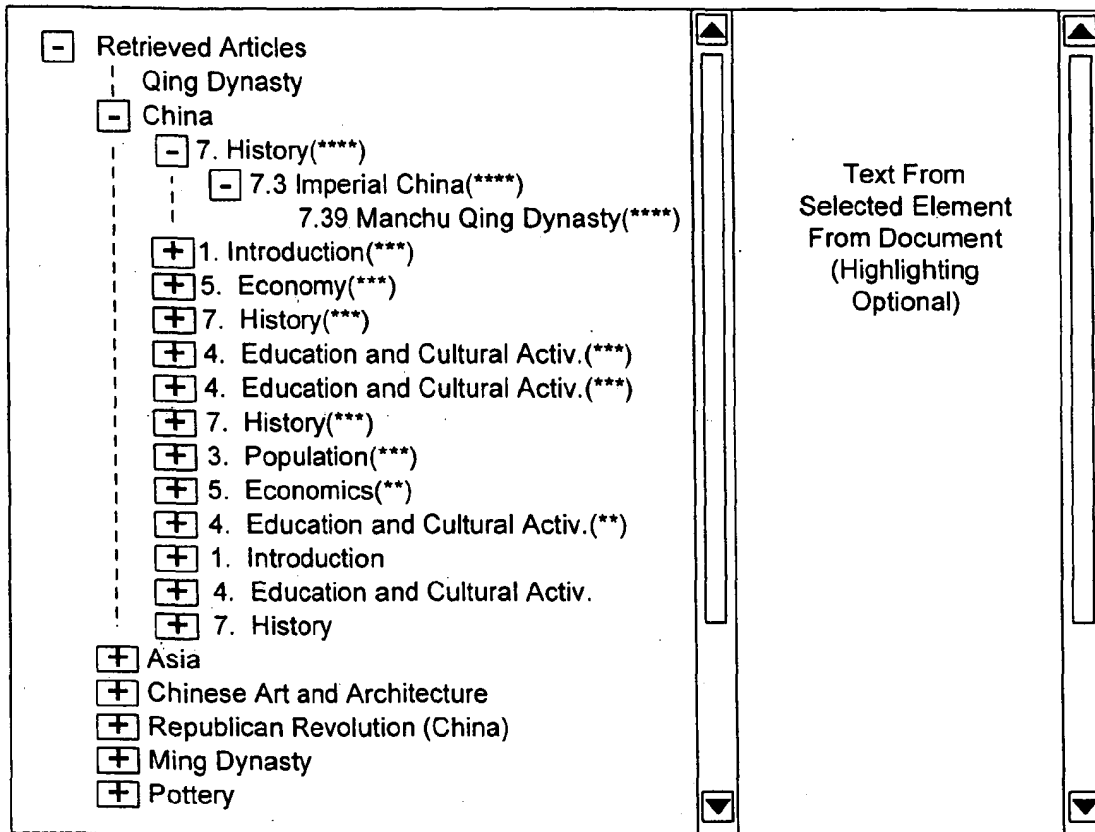 - Retrieved Articles
Qing Dynasty
- China
- 7. History(****)
- 7.3 Imperial China(****)
7.39 Manchu Qing Dynasty(****)
+ 1. Introduction(***)
+ 5. Economy(***)
+ 7. History(***)
+ 4. Education and Cultural Activ.(***)
+ 4. Education and Cultural Activ.(***)
+ 7. History(***)
+ 3. Population(***)
+ 5. Economics(**)
+ 4. Education and Cultural Activ.(**)
+ 1. Introduction
+ 4. Education and Cultural Activ.
+ 7. History
+ Asia
+ Chinese Art and Architecture
+ Republican Revolution (China)
+ Ming Dynasty
+ Pottery
Text From
Selected Element
From Document
(Highlighting
Optional)